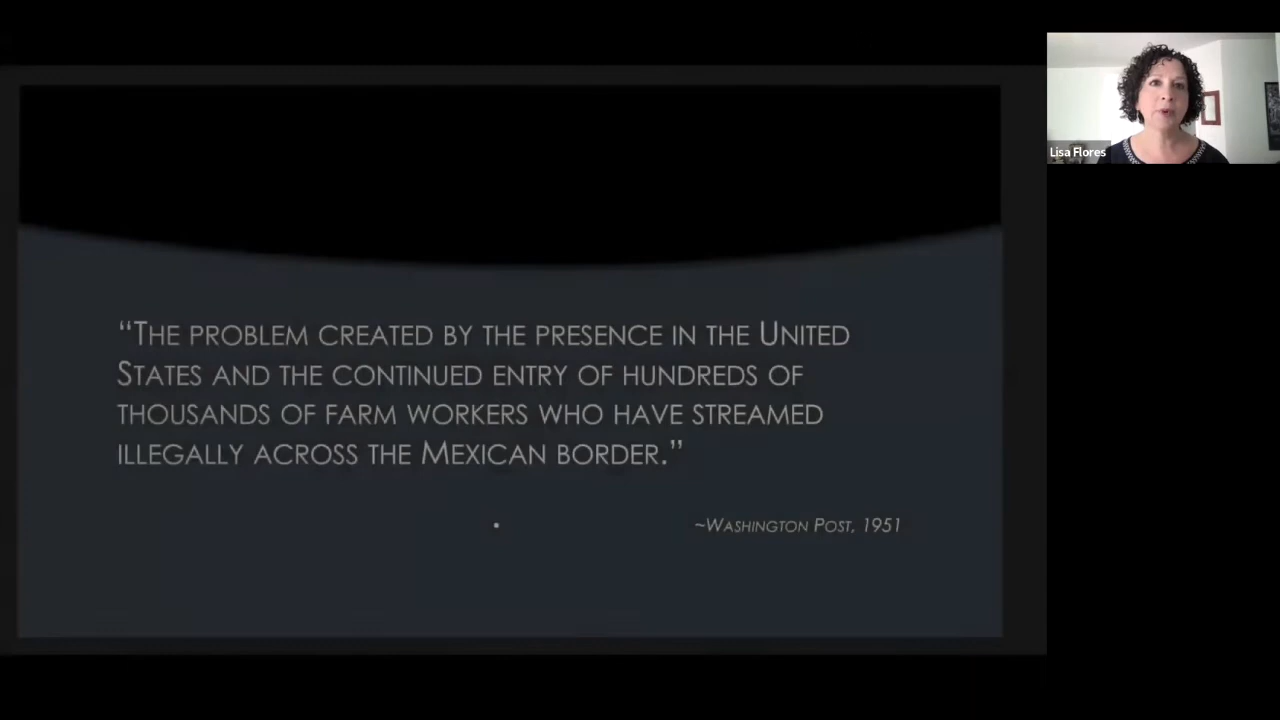 “The problem created by the presence in the United
States and the continued entry of hundreds of
thousands of farm workers who have streamed
illegally across the Mexican border.”
~Washington Post, 1951
Lisa Flores